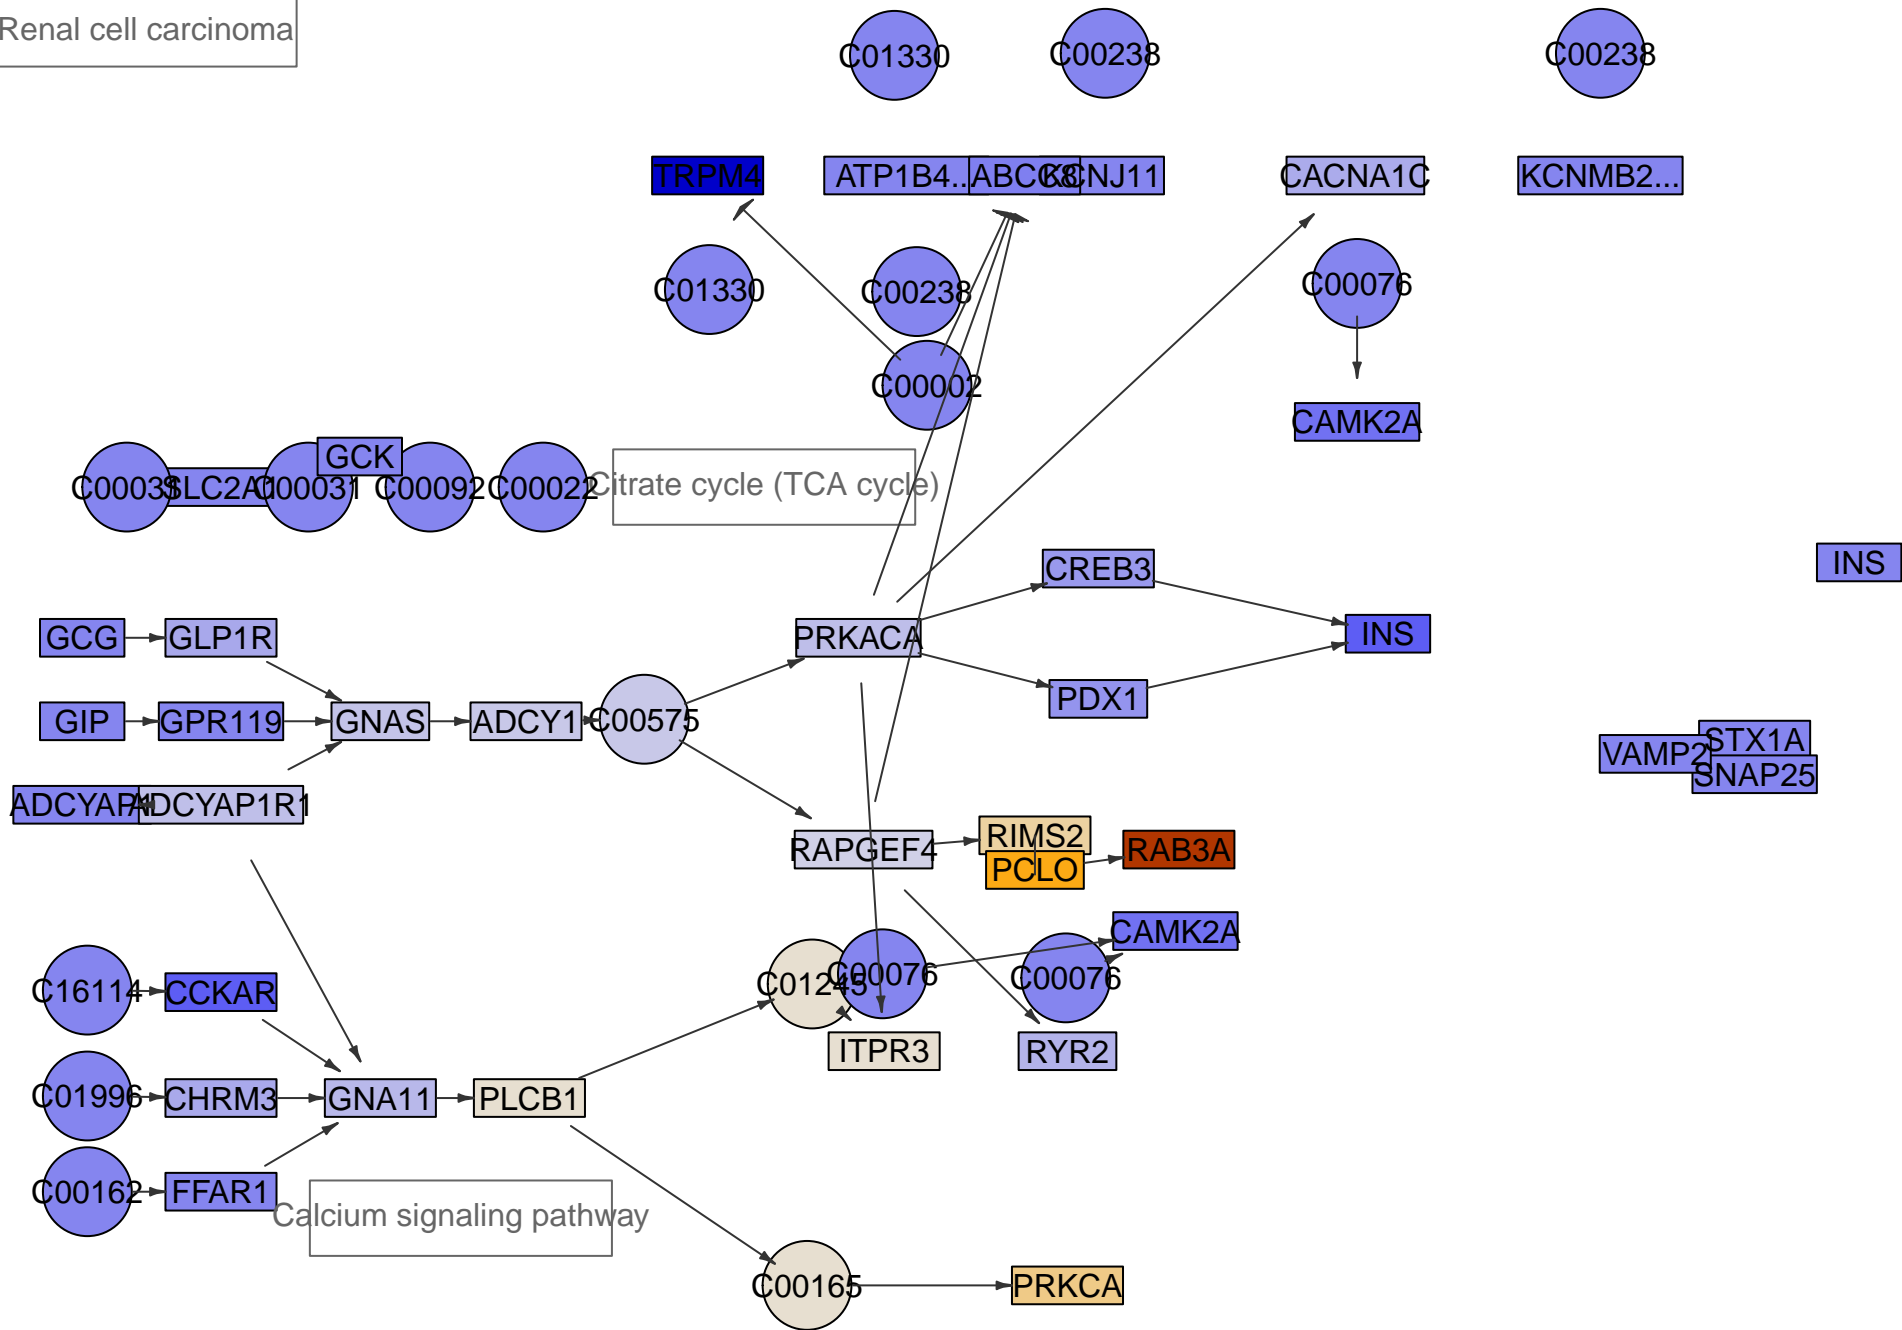 Renal cell carcinoma
C01330
C00238
C00238
TRPM4
ATP1B4...
ABCC8
KCNJ11
CACNA1C
KCNMB2...
C01330
C00238
C00076
C00002
CAMK2A
C00031
SLC2A1
C00031
GCK
C00092
C00022
Citrate cycle (TCA cycle)
CREB3
INS
GCG
GLP1R
PRKACA
INS
GIP
GPR119
GNAS
ADCY1
C00575
PDX1
STX1A
VAMP2
SNAP25
ADCYAP1
ADCYAP1R1
RAPGEF4
RIMS2
PCLO
RAB3A
CAMK2A
C16114
CCKAR
C01245
C00076
C00076
ITPR3
RYR2
C01996
CHRM3
GNA11
PLCB1
C00162
FFAR1
Calcium signaling pathway
C00165
PRKCA